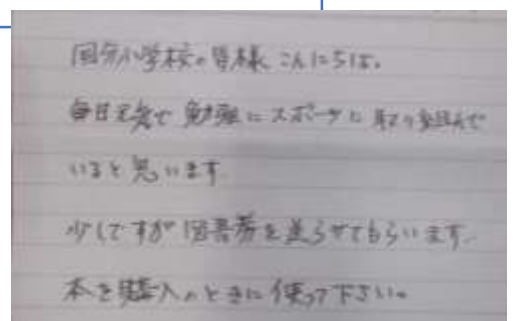 国分小学校の皆様こんにちは。
毎日元気で勉強にスポーツに取り組んで
いると思います
少しですが図書券を送らせてもらいます。
本を購入のときに使って下さい。